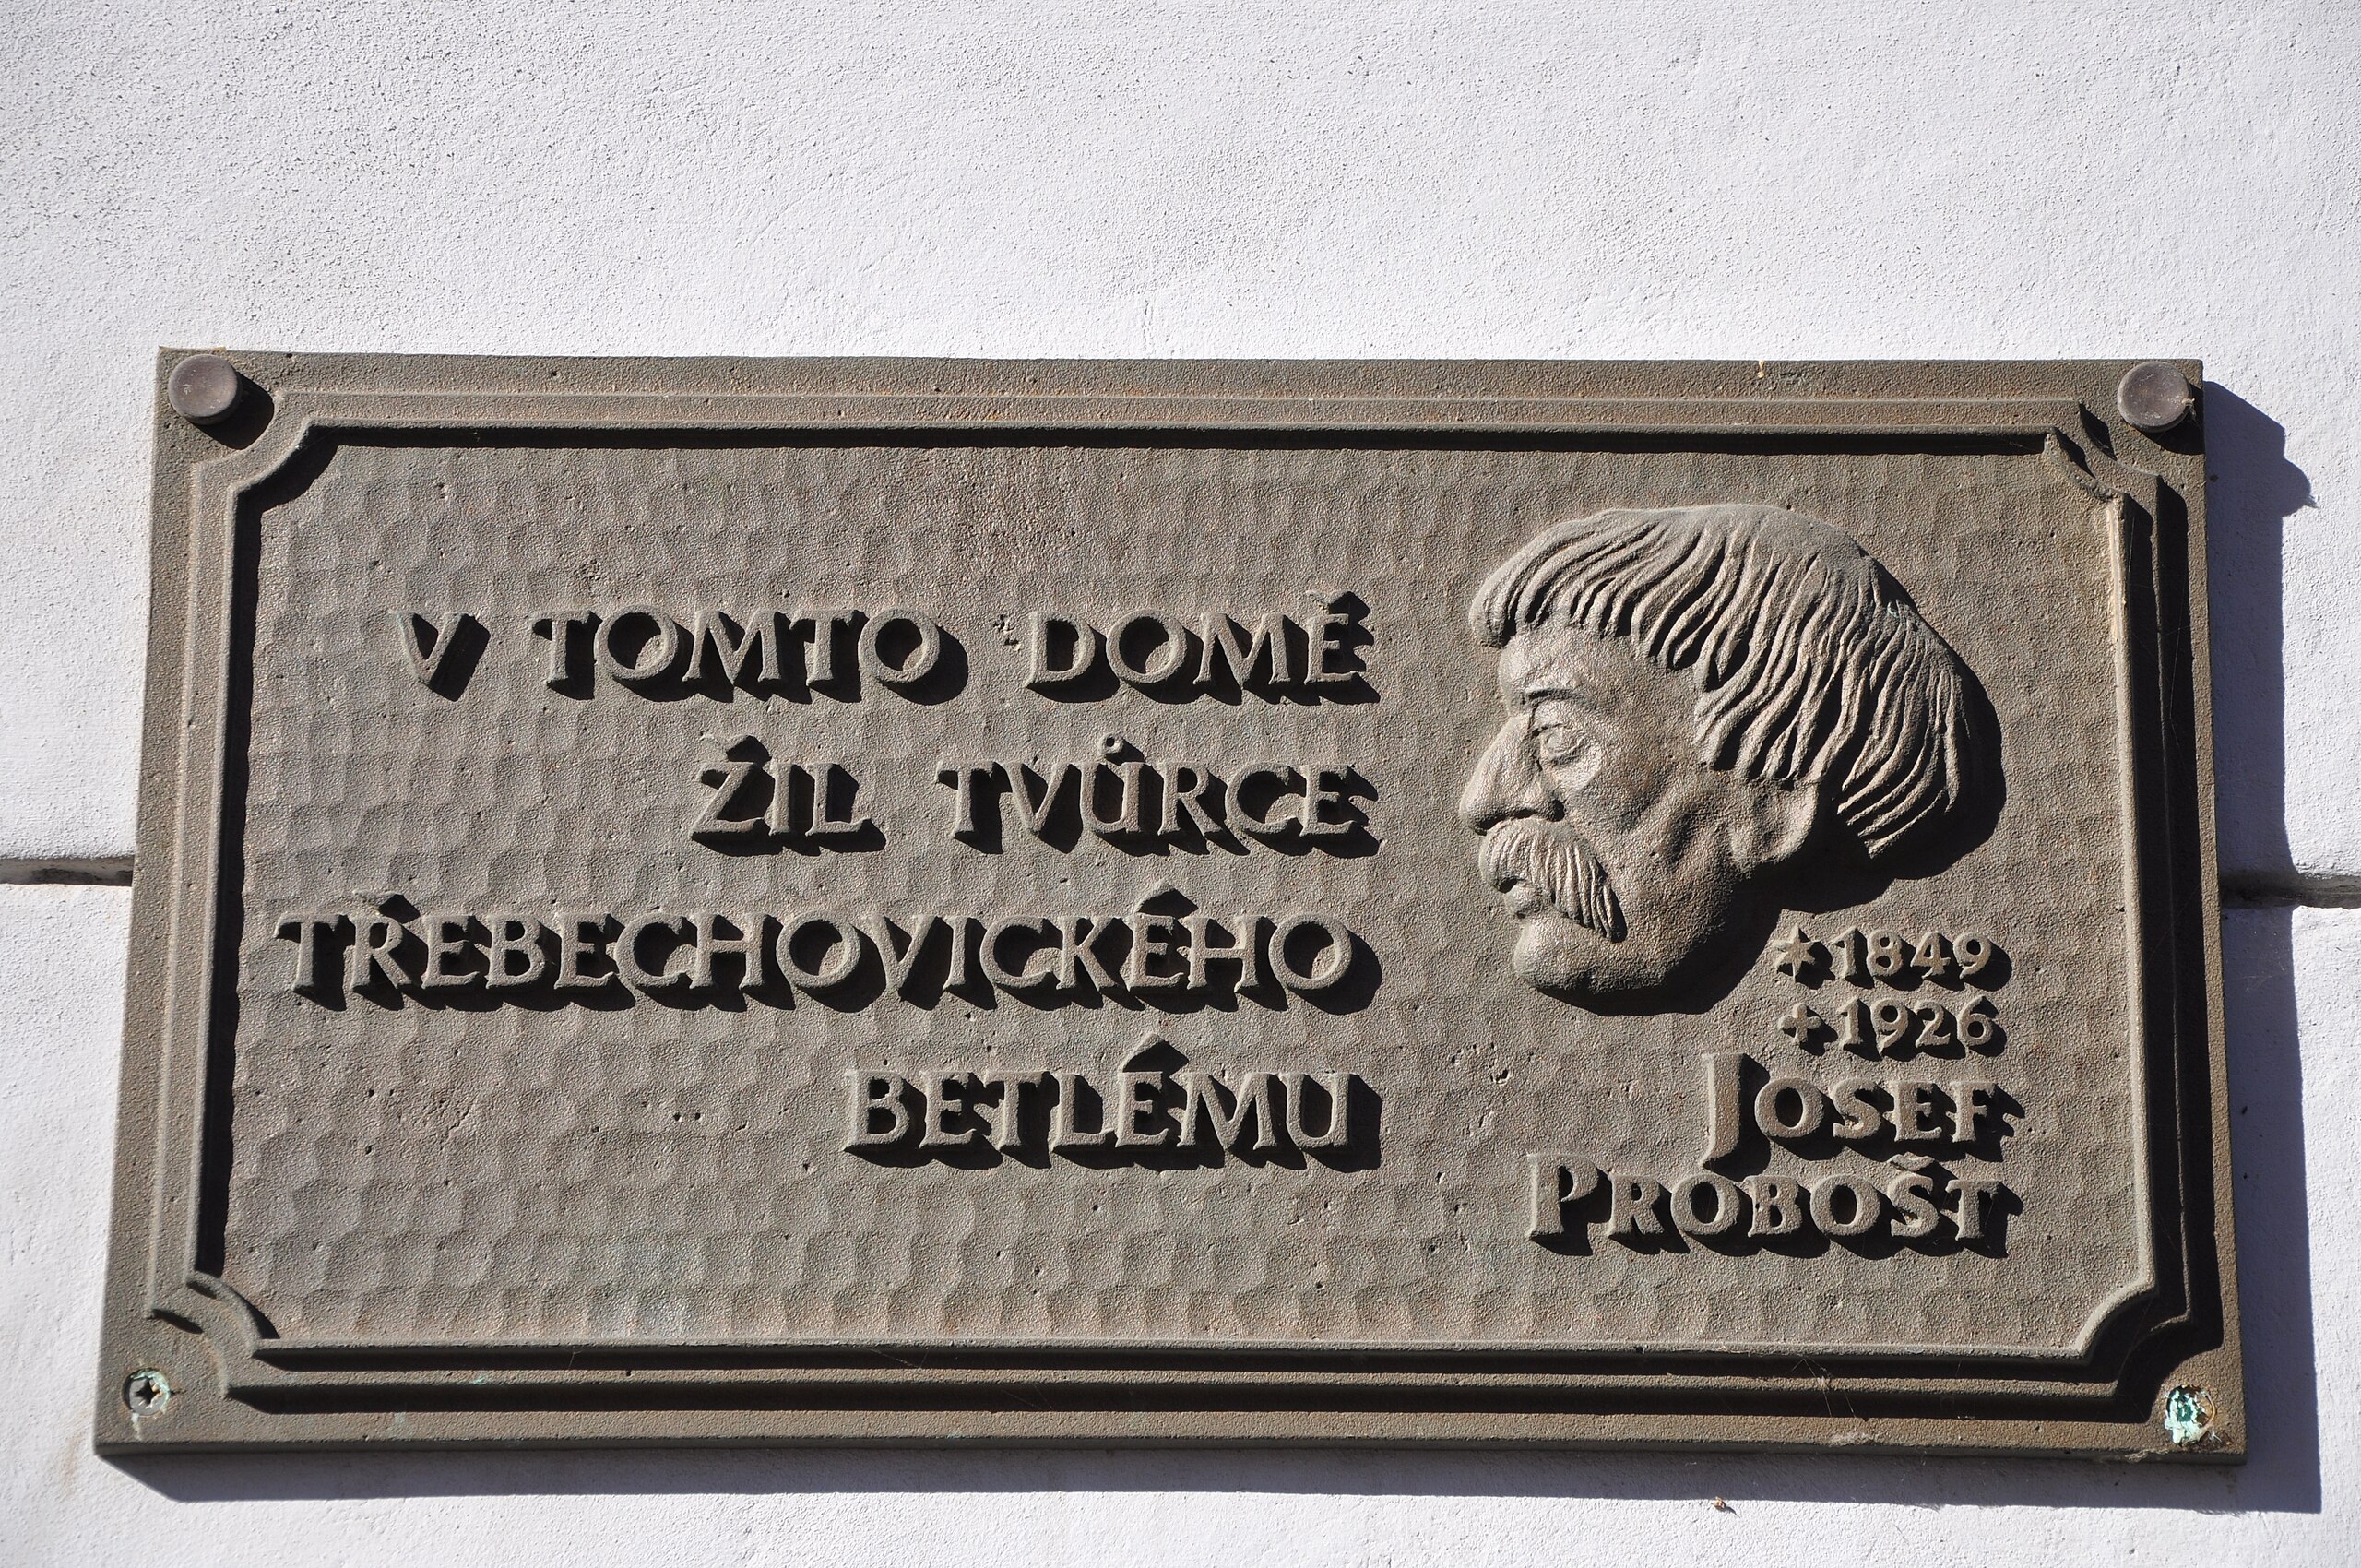 V TOMTO DOMĚ
ŽIL TVŮRCE
TŘEBECHOVICKÉHO
BETLÉMU
*1849
+1926
JOSEF
PROBOŠT